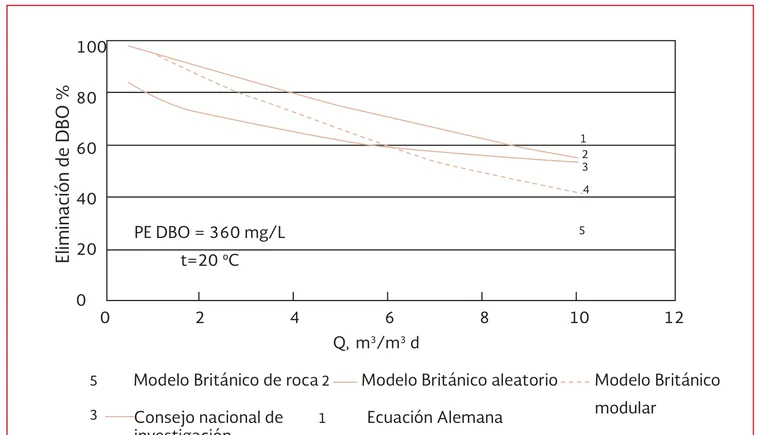 100
80
60
40
20
0
Eliminación de DBO %
1
2
3
4
5
PE DBO = 360 mg/L
t=20 ºC
0 2 4 6 8 10 12
Q, m³/m³ d
5 Modelo Británico de roca 2 Modelo Británico aleatorio Modelo Británico
modular
3 Consejo nacional de 1 Ecuación Alemana
investigación